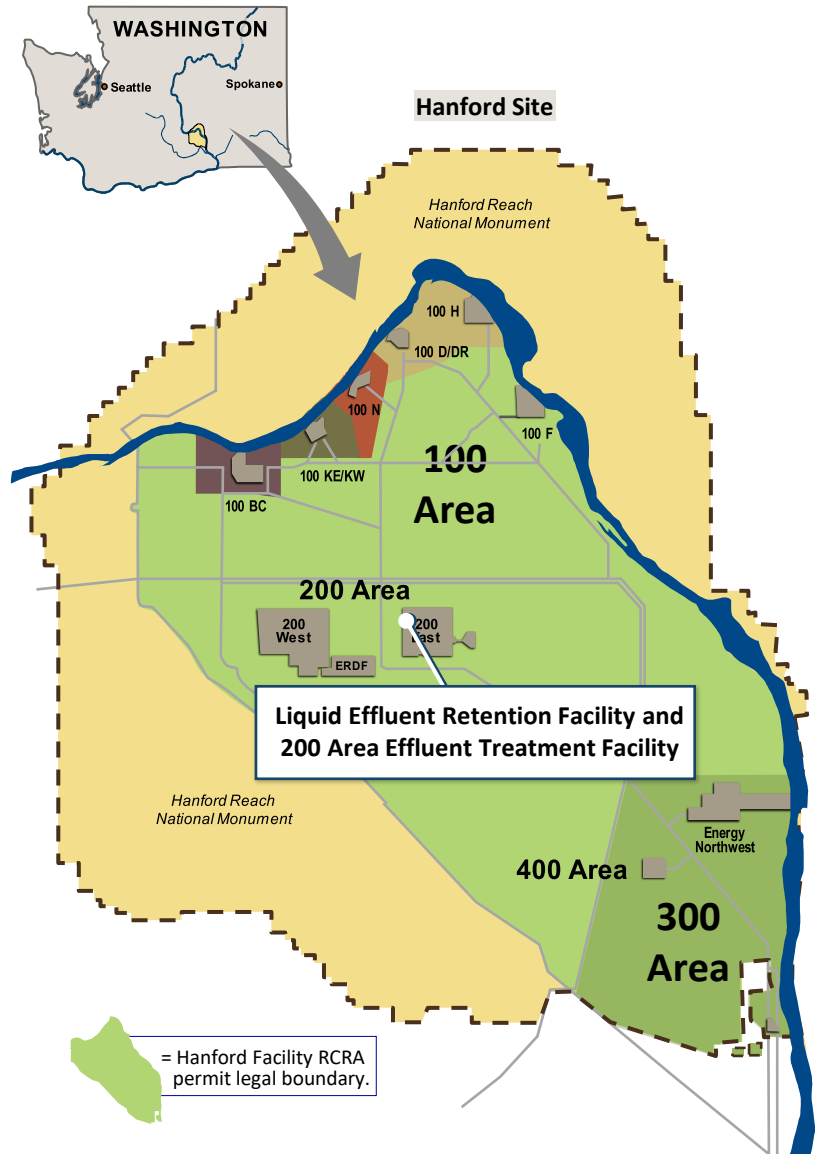 WASHINGTON
Seattle
Spokane
Hanford Site
Hanford Reach
National Monument
100 H
100 D/DR
100 N
100 F
100 KE/KW
100 BC
100
Area
200 Area
200
West
200
East
ERDF
Liquid Effluent Retention Facility and
200 Area Effluent Treatment Facility
Hanford Reach
National Monument
Energy
Northwest
400 Area
300
Area
= Hanford Facility RCRA
permit legal boundary.